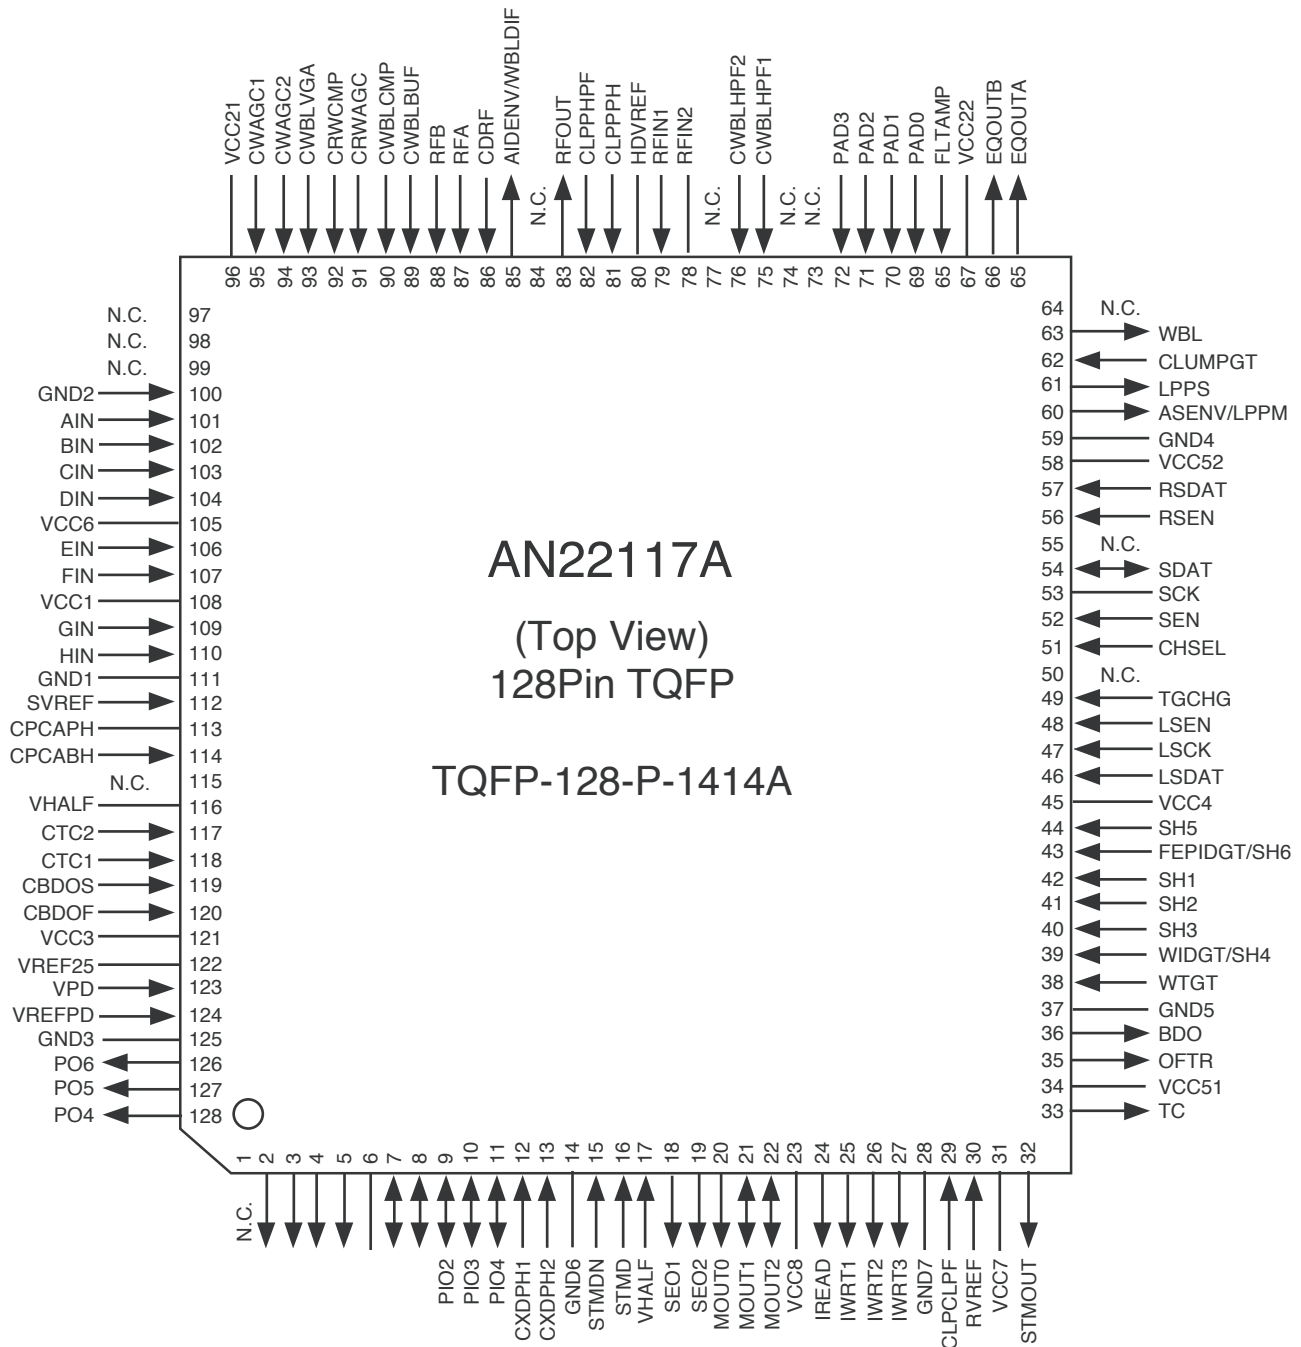 VCC21
CWAGC1
CWAGC2
CWBLVGA
CRWCMP
CRWAGC
CWBLCMP
CWBLBUF
RFB
RFA
CDRF
AIDENV/WBLDIF
N.C.
RFOUT
CLPPHPF
CLPPPH
HDVREF
RFIN1
RFIN2
N.C.
CWBLHPF2
CWBLHPF1
N.C.
N.C.
PAD3
PAD2
PAD1
PAD0
FLTAMP
VCC22
EQOUTB
EQOUTA
96
95
94
93
92
91
90
89
88
87
86
85
84
83
82
81
80
79
78
77
76
75
74
73
72
71
70
69
65
67
66
65
N.C. 97
N.C. 98
N.C. 99
GND2 100
AIN 101
BIN 102
CIN 103
DIN 104
VCC6 105
EIN 106
FIN 107
VCC1 108
GIN 109
HIN 110
GND1 111
SVREF 112
CPCAPH 113
CPCABH 114
N.C. 115
VHALF 116
CTC2 117
CTC1 118
CBDOS 119
CBDOF 120
VCC3 121
VREF25 122
VPD 123
VREFPD 124
GND3 125
PO6 126
PO5 127
PO4 128
AN22117A
(Top View)
128Pin TQFP
TQFP-128-P-1414A
64 N.C.
63 WBL
62 CLUMPGT
61 LPPS
60 ASENV/LPPM
59 GND4
58 VCC52
57 RSDAT
56 RSEN
55 N.C.
54 SDAT
53 SCK
52 SEN
51 CHSEL
50 N.C.
49 TGCHG
48 LSEN
47 LSCK
46 LSDAT
45 VCC4
44 SH5
43 FEPIDGT/SH6
42 SH1
41 SH2
40 SH3
39 WIDGT/SH4
38 WTGT
37 GND5
36 BDO
35 OFTR
34 VCC51
33 TC
1
2
3
4
5
6
7
8
9
10
11
12
13
14
15
16
17
18
19
20
21
22
23
24
25
26
27
28
29
30
31
32
N.C.
PIO2
PIO3
PIO4
CXDPH1
CXDPH2
GND6
STMDN
STMD
VHALF
SEO1
SEO2
MOUT0
MOUT1
MOUT2
VCC8
IREAD
IWRT1
IWRT2
IWRT3
GND7
CLPCLPF
RVREF
VCC7
STMOUT